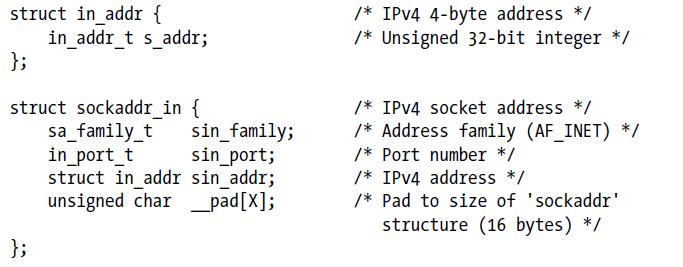 struct in_addr { /* IPv4 4-byte address */
in_addr_t s_addr; /* Unsigned 32-bit integer */
};
struct sockaddr_in { /* IPv4 socket address */
sa_family_t sin_family; /* Address family (AF_INET) */
in_port_t sin_port; /* Port number */
struct in_addr sin_addr; /* IPv4 address */
unsigned char __pad[X]; /* Pad to size of 'sockaddr'
structure (16 bytes) */
};